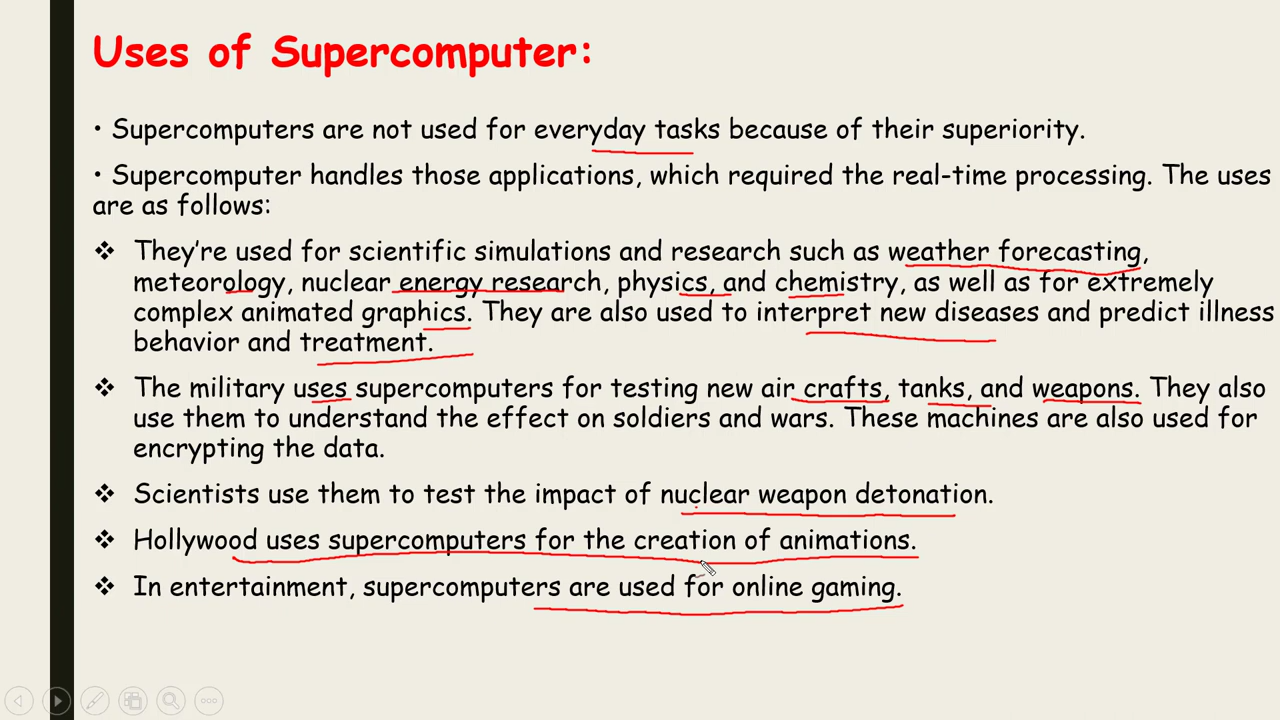 Uses of Supercomputer:
• Supercomputers are not used for everyday tasks because of their superiority.
• Supercomputer handles those applications, which required the real-time processing. The uses
are as follows:
❖ They're used for scientific simulations and research such as weather forecasting,
meteorology, nuclear energy research, physics, and chemistry, as well as for extremely
complex animated graphics. They are also used to interpret new diseases and predict illness
behavior and treatment.
❖ The military uses supercomputers for testing new air crafts, tanks, and weapons. They also
use them to understand the effect on soldiers and wars. These machines are also used for
encrypting the data.
❖ Scientists use them to test the impact of nuclear weapon detonation.
❖ Hollywood uses supercomputers for the creation of animations.
❖ In entertainment, supercomputers are used for online gaming.